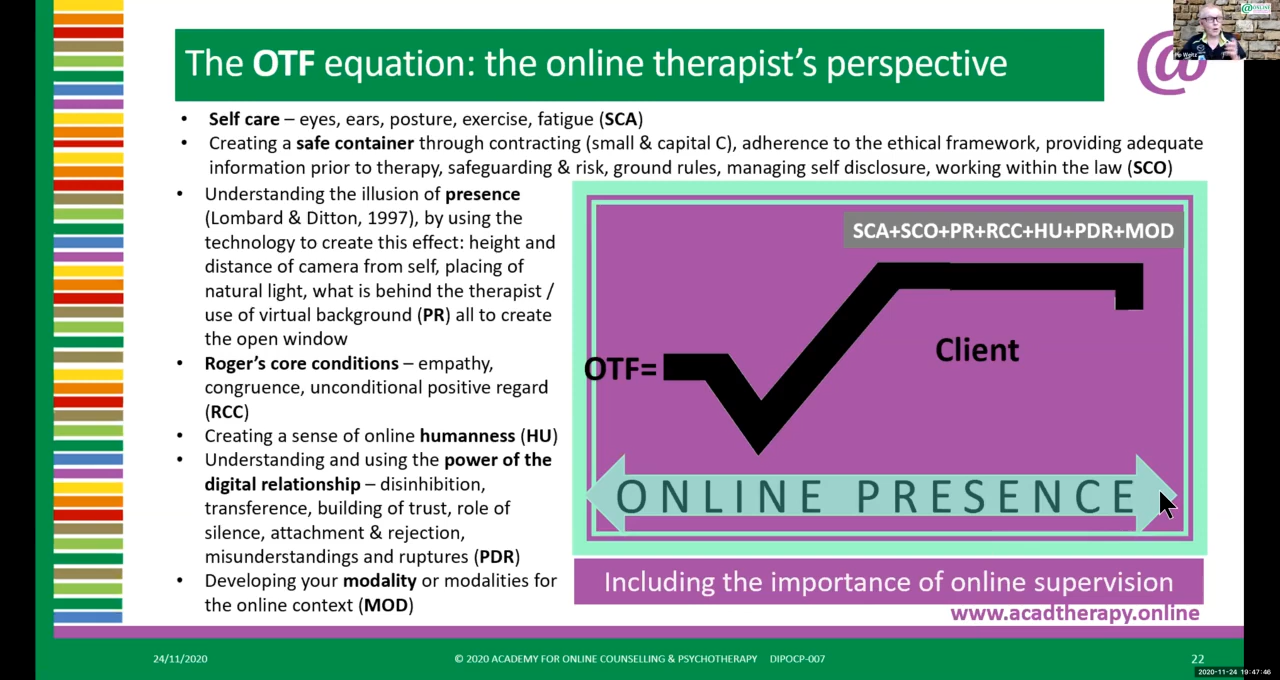 The OTF equation: the online therapist's perspective
@
@ONLINE
• Self care – eyes, ears, posture, exercise, fatigue (SCA)
• Creating a safe container through contracting (small & capital C), adherence to the ethical framework, providing adequate
information prior to therapy, safeguarding & risk, ground rules, managing self disclosure, working within the law (SCO)
• Understanding the illusion of presence
(Lombard & Ditton, 1997), by using the
technology to create this effect: height and
distance of camera from self, placing of
natural light, what is behind the therapist /
use of virtual background (PR) all to create
the open window
• Roger's core conditions – empathy,
congruence, unconditional positive regard
(RCC)
• Creating a sense of online humanness (HU)
• Understanding and using the power of the
digital relationship – disinhibition,
transference, building of trust, role of
silence, attachment & rejection,
misunderstandings and ruptures (PDR)
• Developing your modality or modalities for
the online context (MOD)
SCA+SCO+PR+RCC+HU+PDR+MOD
OTF=
Client
ONLINE PRESENCE
Including the importance of online supervision
www.acadtherapy.online
24/11/2020
© 2020 ACADEMY FOR ONLINE COUNSELLING & PSYCHOTHERAPY DIPOCP-007
22
2020-11-24 19:47:46